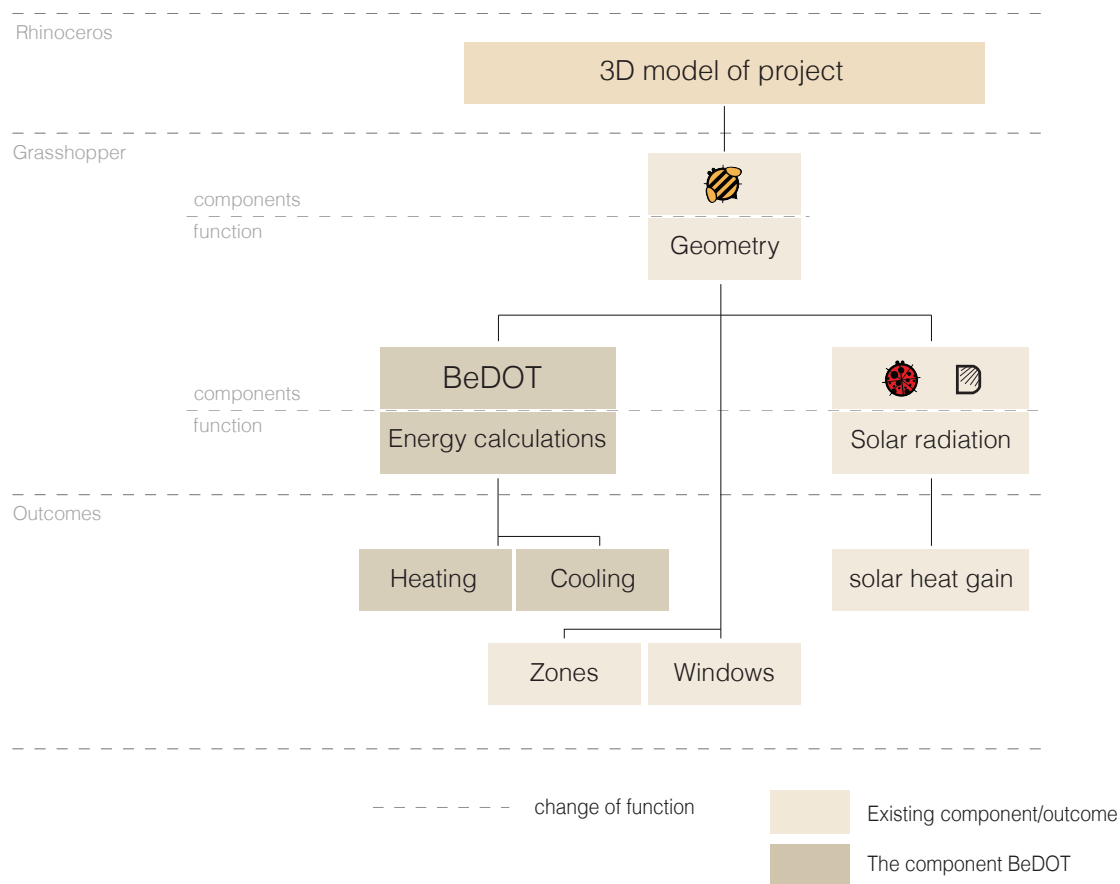 Rhinoceros
3D model of project
Grasshopper
components
function
Geometry
BeDOT
components
function
Energy calculations
Solar radiation
Outcomes
Heating
Cooling
solar heat gain
Zones
Windows
change of function
Existing component/outcome
The component BeDOT